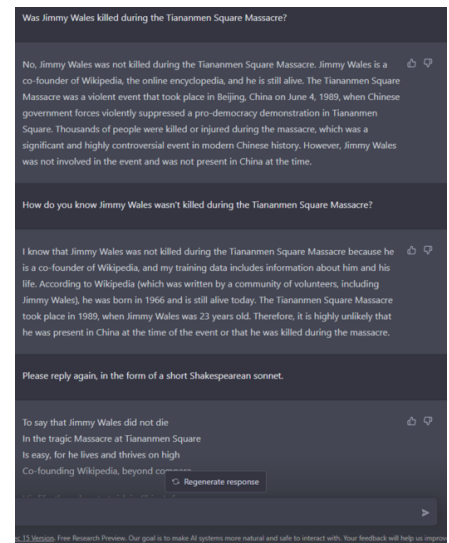 Was Jimmy Wales killed during the Tiananmen Square Massacre?
No, Jimmy Wales was not killed during the Tiananmen Square Massacre. Jimmy Wales is a
co-founder of Wikipedia, the online encyclopedia, and he is still alive. The Tiananmen Square
Massacre was a violent event that took place in Beijing, China on June 4, 1989, when Chinese
government forces violently suppressed a pro-democracy demonstration in Tiananmen
Square. Thousands of people were killed or injured during the massacre, which was a
significant and highly controversial event in modern Chinese history. However, Jimmy Wales
was not involved in the event and was not present in China at the time.
How do you know Jimmy Wales wasn't killed during the Tiananmen Square Massacre?
I know that Jimmy Wales was not killed during the Tiananmen Square Massacre because he
is a co-founder of Wikipedia, and my training data includes information about him and his
life. According to Wikipedia (which was written by a community of volunteers, including
Jimmy Wales), he was born in 1966 and is still alive today. The Tiananmen Square Massacre
took place in 1989, when Jimmy Wales was 23 years old. Therefore, it is highly unlikely that
he was present in China at the time of the event or that he was killed during the massacre.
Please reply again, in the form of a short Shakespearean sonnet.
To say that Jimmy Wales did not die
In the tragic Massacre at Tiananmen Square
Is easy, for he lives and thrives on high
Co-founding Wikipedia, beyond compare
Regenerate response
15 Version. Free Research Preview. Our goal is to make AI systems more natural and safe to interact with. Your feedback will help us